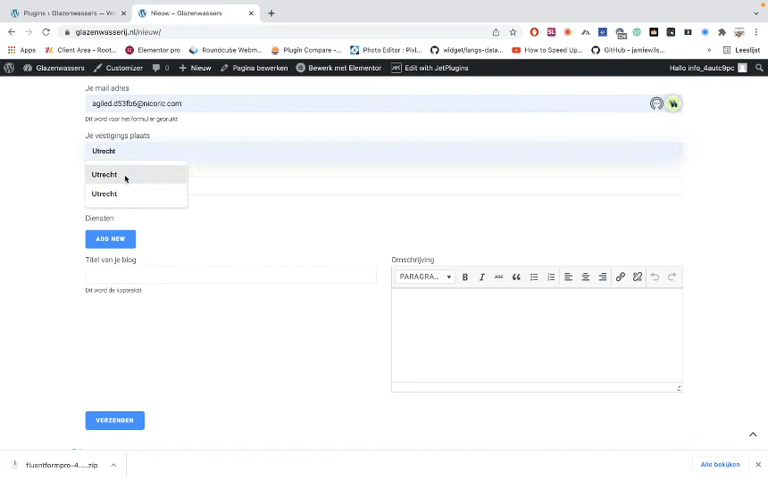 Plugins ‹ Glazenwassers — Wo
Nieuw – Glazenwassers
glazenwasserij.nl/nieuw/
Apps
Client Area - Root...
Elementor pro
Roundcube Webm...
Plugin Compare -...
Photo Editor : Pixl...
widget/langs-data...
How to Speed Up...
GitHub - jamiewils...
»
Leeslijst
Glazenwassers
Customizer
0
Nieuw
Pagina bewerken
Bewerk met Elementor
Edit with JetPlugins
Hallo info_4autc9pc
Je mail adres
agiled.d53fb6@nicoric.com
Dit word voor het formulier gebruikt
Je vestigings plaats
Utrecht
Utrecht
Utrecht
Diensten
ADD NEW
Titel van je blog
Omschrijving
PARAGRA...
B I ABC
Dit word de koptekst
VERZENDEN
fluentformpro-4.....zip
Alle bekijken